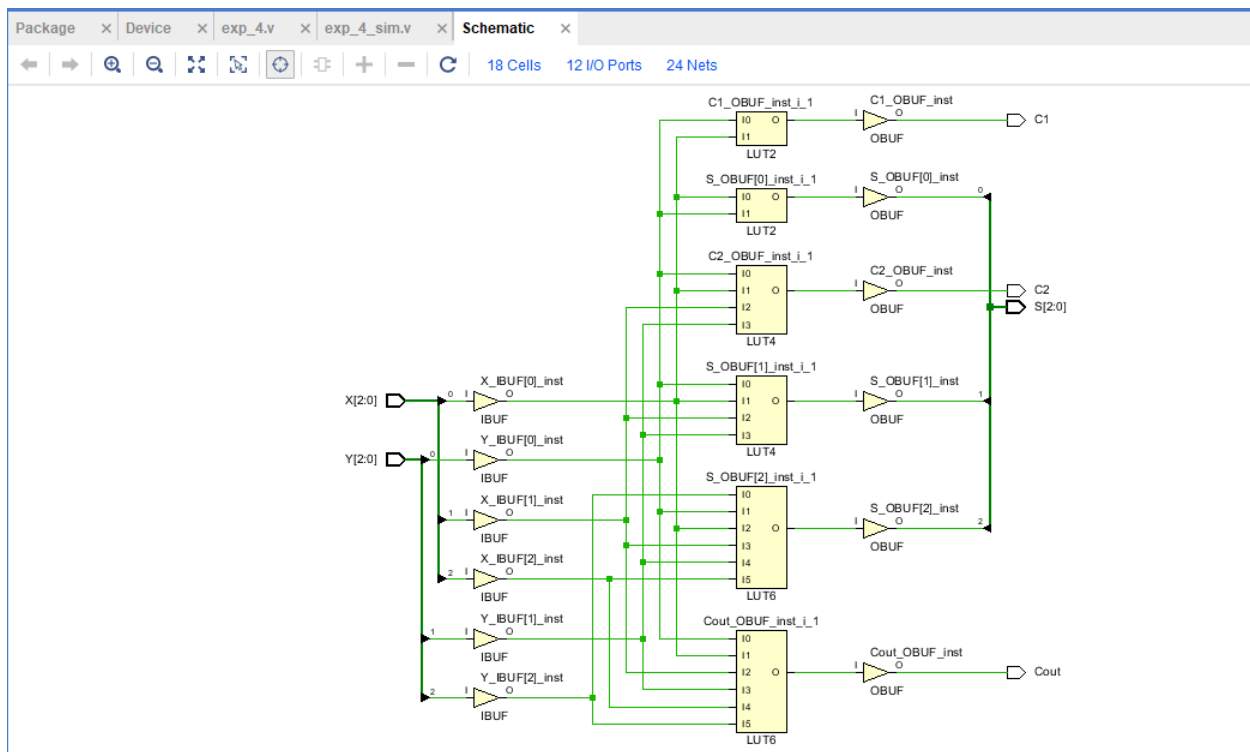 Package × Device × exp_4.v × exp_4_sim.v × Schematic ×
18 Cells 12 I/O Ports 24 Nets
C1_OBUF_inst_i_1
I0 O
I1
LUT2
C1_OBUF_inst
I O
OBUF
C1
S_OBUF[0]_inst_i_1
I0 O
I1
LUT2
S_OBUF[0]_inst
I O
OBUF
0
C2_OBUF_inst_i_1
I0
I1 O
I2
I3
LUT4
C2_OBUF_inst
I O
OBUF
C2
S[2:0]
S_OBUF[1]_inst_i_1
I0
I1 O
I2
I3
LUT4
S_OBUF[1]_inst
I O
OBUF
1
X[2:0]
0
X_IBUF[0]_inst
I O
IBUF
Y[2:0]
0
Y_IBUF[0]_inst
I O
IBUF
1
X_IBUF[1]_inst
I O
IBUF
2
X_IBUF[2]_inst
I O
IBUF
1
Y_IBUF[1]_inst
I O
IBUF
2
Y_IBUF[2]_inst
I O
IBUF
S_OBUF[2]_inst_i_1
I0
I1
I2 O
I3
I4
I5
LUT6
S_OBUF[2]_inst
I O
OBUF
2
Cout_OBUF_inst_i_1
I0
I1
I2 O
I3
I4
I5
LUT6
Cout_OBUF_inst
I O
OBUF
Cout